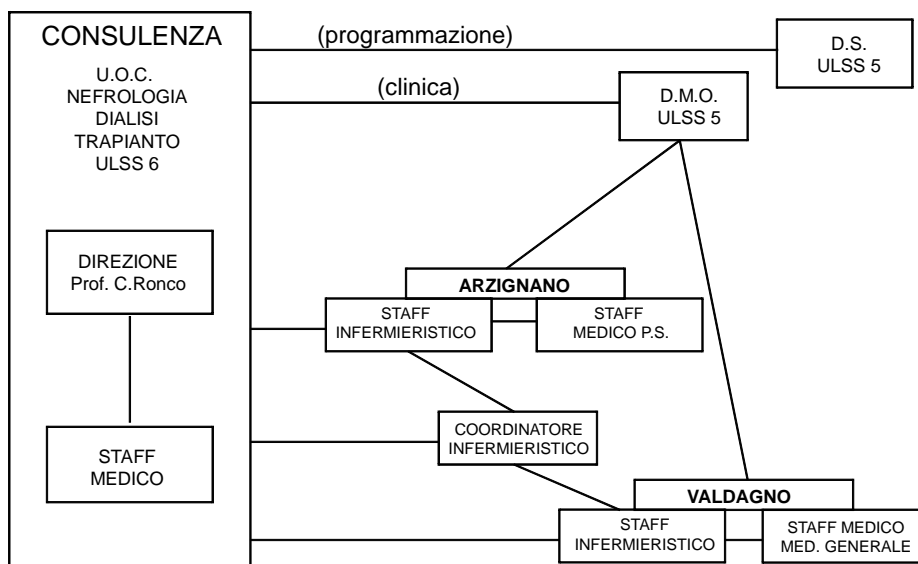 CONSULENZA
U.O.C.
NEFROLOGIA
DIALISI
TRAPIANTO
ULSS 6
DIREZIONE
Prof. C.Ronco
STAFF
MEDICO
(programmazione)
D.S.
ULSS 5
(clinica)
D.M.O.
ULSS 5
ARZIGNANO
STAFF
INFERMIERISTICO
STAFF
MEDICO P.S.
COORDINATORE
INFERMIERISTICO
VALDAGNO
STAFF
INFERMIERISTICO
STAFF MEDICO
MED. GENERALE